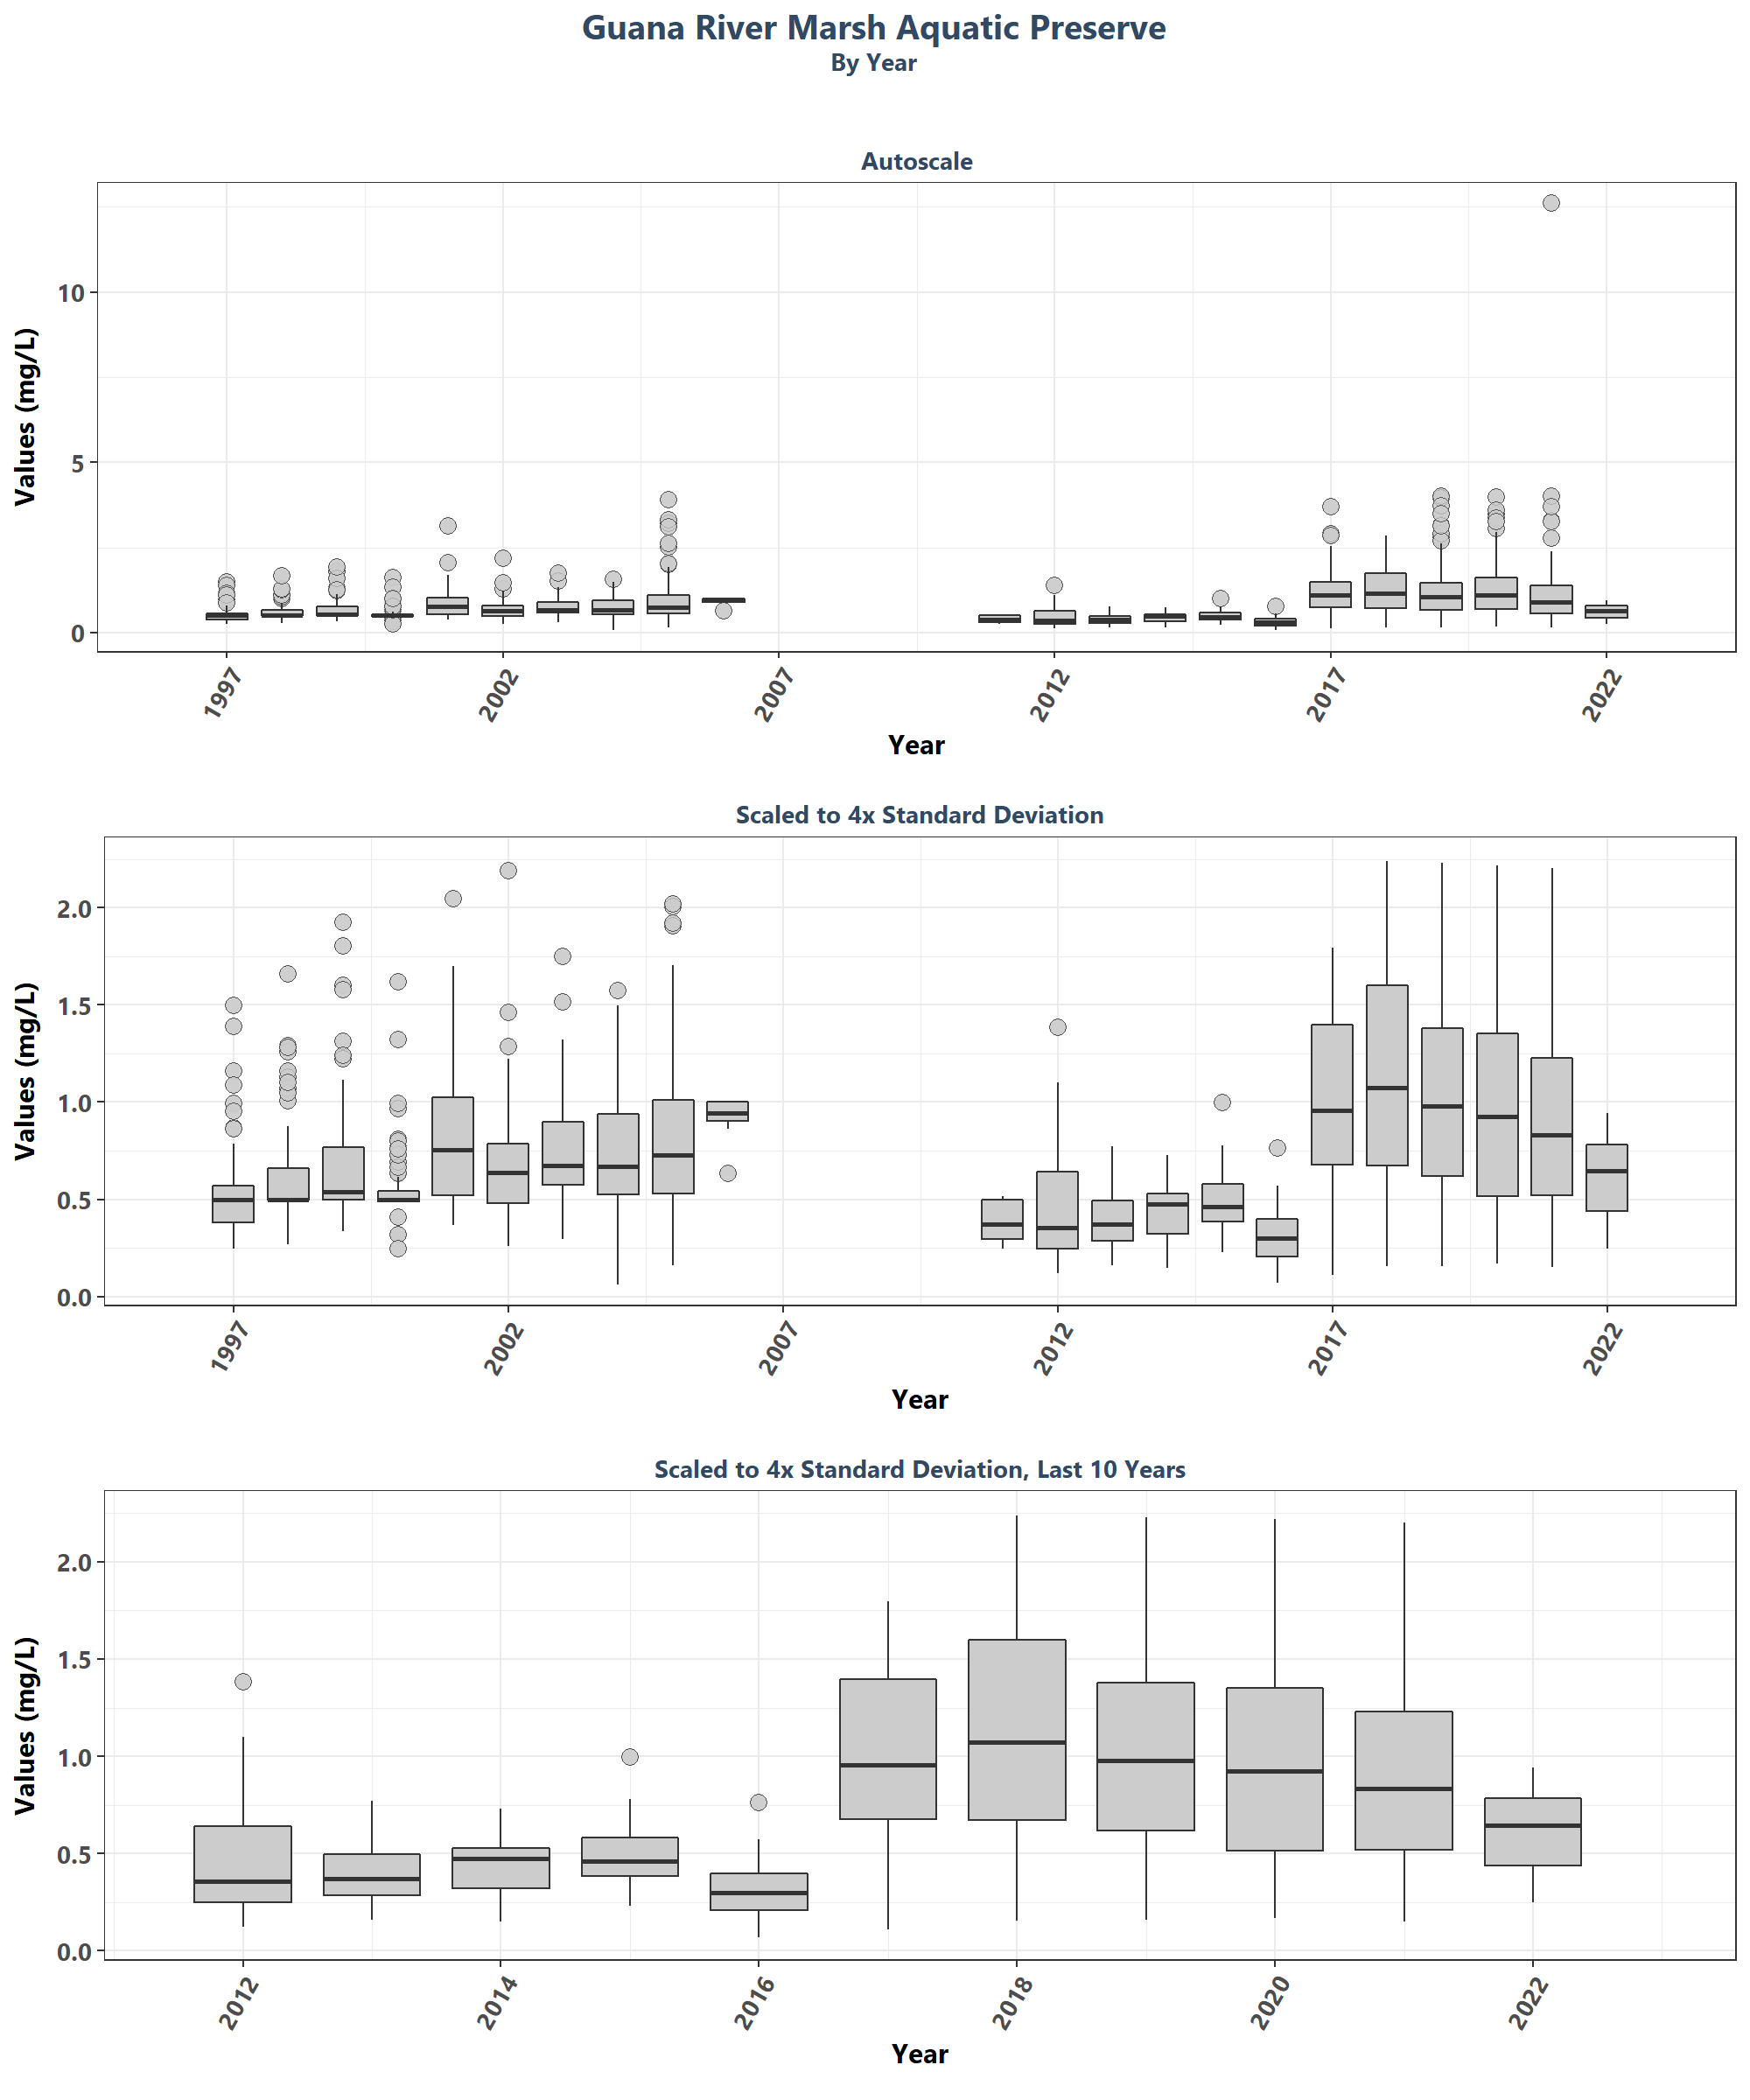 Guana River Marsh Aquatic Preserve
By Year
Autoscale
Values (mg/L)
10
5
0
1997
2002
2007
2012
2017
2022
Year
Scaled to 4x Standard Deviation
Values (mg/L)
2.0
1.5
1.0
0.5
0.0
1997
2002
2007
2012
2017
2022
Year
Scaled to 4x Standard Deviation, Last 10 Years
Values (mg/L)
2.0
1.5
1.0
0.5
0.0
2012
2014
2016
2018
2020
2022
Year